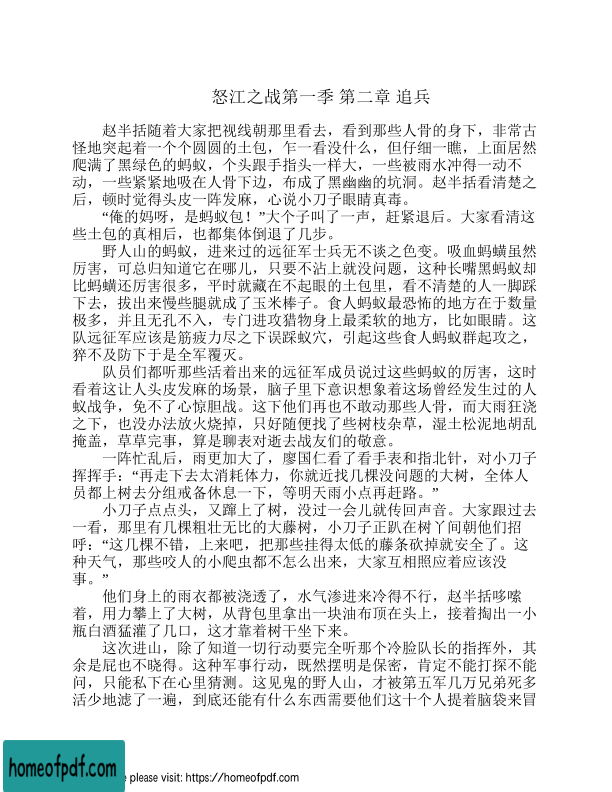 怒江之战第一季 第二章 追兵
赵半括随着大家把视线朝那里看去，看到那些人骨的身下，非常古
怪地突起着一个个圆圆的土包，乍一看没什么，但仔细一瞧，上面居然
爬满了黑绿色的蚂蚁，个头跟手指头一样大，一些被雨水冲得一动不
动，一些紧紧地吸在人骨下边，布成了黑幽幽的坑洞。赵半括看清楚之
后，顿时觉得头皮一阵发麻，心说小刀子眼睛真毒。
“俺的妈呀，是蚂蚁包！”大个子叫了一声，赶紧退后。大家看清这
些土包的真相后，也都集体倒退了几步。
野人山的蚂蚁，进来过的远征军士兵无不谈之色变。吸血蚂蟥虽然
厉害，可总归知道它在哪儿，只要不沾上就没问题，这种长嘴黑蚂蚁却
比蚂蟥还厉害很多，平时就藏在不起眼的土包里，看不清楚的人一脚踩
下去，拔出来慢些腿就成了玉米棒子。食人蚂蚁最恐怖的地方在于数量
极多，并且无孔不入，专门进攻猎物身上最柔软的地方，比如眼睛。这
队远征军应该是筋疲力尽之下误踩蚁穴，引起这些食人蚂蚁群起攻之，
猝不及防下于是全军覆灭。
队员们都听那些活着出来的远征军成员说过这些蚂蚁的厉害，这时
看着这让人头皮发麻的场景，脑子里下意识想象着这场曾经发生过的人
蚁战争，免不了心惊胆战。这下他们再也不敢动那些人骨，而大雨狂浇
之下，也没办法放火烧掉，只好随便找了些树枝杂草，湿土松泥地胡乱
掩盖，草草完事，算是聊表对逝去战友们的敬意。
一阵忙乱后，雨更加大了，廖国仁看了看手表和指北针，对小刀子
挥挥手：“再走下去太消耗体力，你就近找几棵没问题的大树，全体人
员都上树去分组戒备休息一下，等明天雨小点再赶路。”
小刀子点点头，又蹿上了树，没过一会儿就传回声音。大家跟过去
一看，那里有几棵粗壮无比的大藤树，小刀子正趴在树丫间朝他们招
呼：“这几棵不错，上来吧，把那些挂得太低的藤条砍掉就安全了。这
种天气，那些咬人的小爬虫都不怎么出来，大家互相照应着应该没
事。”
他们身上的雨衣都被浇透了，水气渗进来冷得不行，赵半括哆嗦
着，用力攀上了大树，从背包里拿出一块油布顶在头上，接着掏出一小
瓶白酒猛灌了几口，这才靠着树干坐下来。
这次进山，除了知道一切行动要完全听那个冷脸队长的指挥外，其
余是屁也不晓得。这种军事行动，既然摆明是保密，肯定不能打探不能
问，只能私下在心里猜测。这见鬼的野人山，才被第五军几万兄弟死多
活少地滤了一遍，到底还能有什么东西需要他们这十个人提着脑袋来冒
homeofpdf.com
e please visit: https://homeofpdf.com